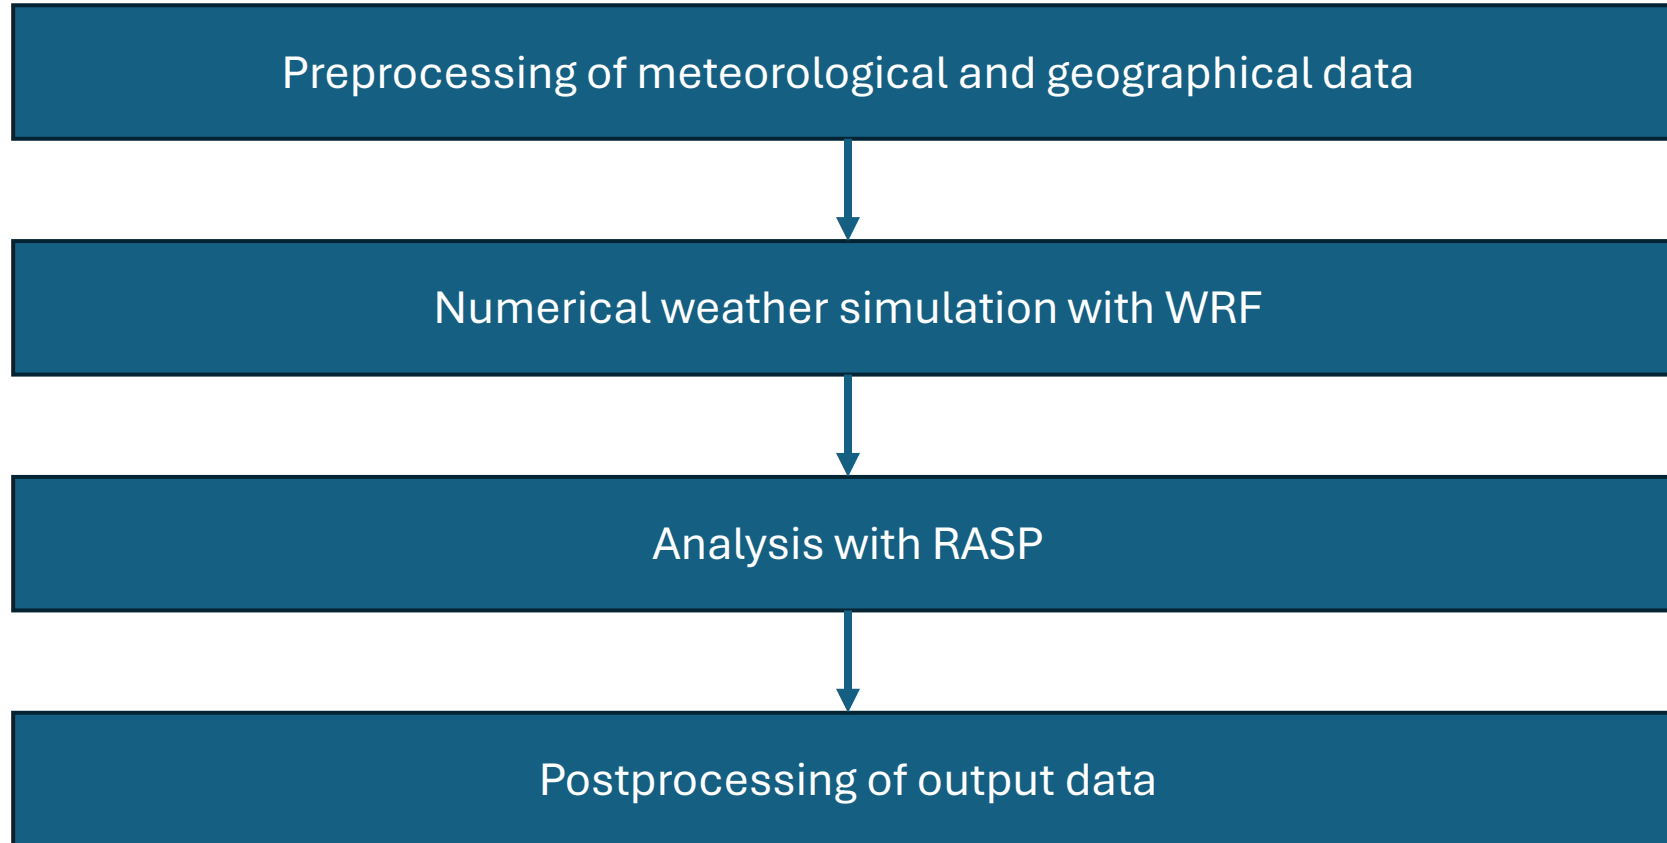 Preprocessing of meteorological and geographical data
Numerical weather simulation with WRF
Analysis with RASP
Postprocessing of output data